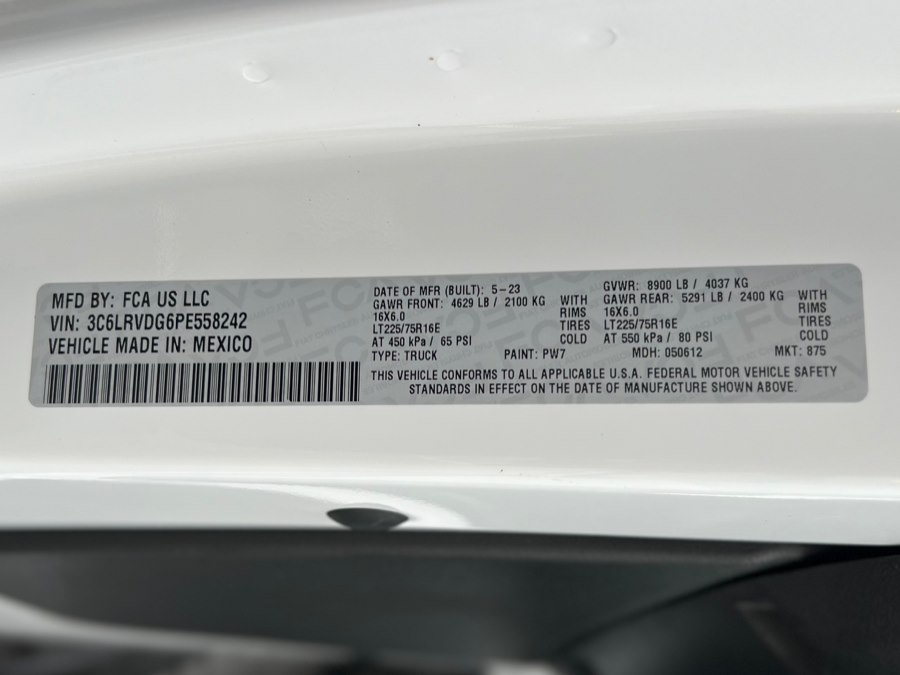 MFD BY: FCA US LLC
VIN: 3C6LRVDG6PE558242
VEHICLE MADE IN: MEXICO
DATE OF MFR (BUILT): 5-23
GAWR FRONT: 4629 LB / 2100 KG WITH
16X6.0 RIMS
LT225/75R16E TIRES
AT 450 kPa / 65 PSI COLD
TYPE: TRUCK PAINT: PW7
GVWR: 8900 LB / 4037 KG
GAWR REAR: 5291 LB / 2400 KG WITH
16X6.0 RIMS
LT225/75R16E TIRES
AT 550 kPa / 80 PSI COLD
MDH: 050612 MKT: 875
THIS VEHICLE CONFORMS TO ALL APPLICABLE U.S.A. FEDERAL MOTOR VEHICLE SAFETY
STANDARDS IN EFFECT ON THE DATE OF MANUFACTURE SHOWN ABOVE.